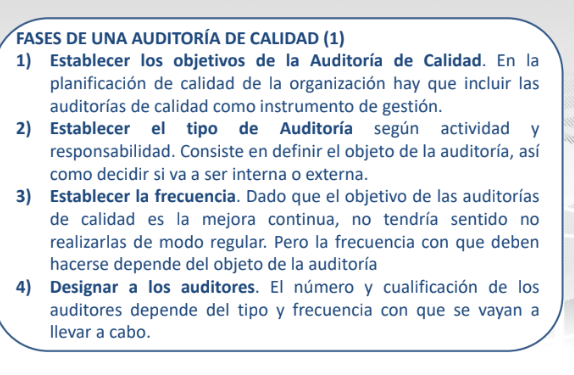 FASES DE UNA AUDITORÍA DE CALIDAD (1)
1) Establecer los objetivos de la Auditoría de Calidad. En la
planificación de calidad de la organización hay que incluir las
auditorías de calidad como instrumento de gestión.
2) Establecer el tipo de Auditoría según actividad y
responsabilidad. Consiste en definir el objeto de la auditoría, así
como decidir si va a ser interna o externa.
3) Establecer la frecuencia. Dado que el objetivo de las auditorías
de calidad es la mejora continua, no tendría sentido no
realizarlas de modo regular. Pero la frecuencia con que deben
hacerse depende del objeto de la auditoría
4) Designar a los auditores. El número y cualificación de los
auditores depende del tipo y frecuencia con que se vayan a
llevar a cabo.